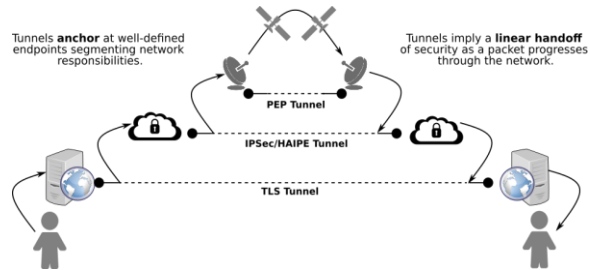 Tunnels anchor at well-defined
endpoints segmenting network
responsibilities.
Tunnels imply a linear handoff
of security as a packet progresses
through the network.
PEP Tunnel
IPSec/HAIPE Tunnel
TLS Tunnel